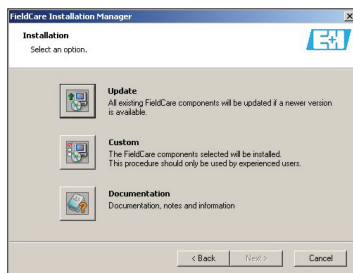 FieldCare Installation Manager
Installation
Select an option.
E+H
Update
All existing FieldCare components will be updated if a newer version
is available.
Custom
The FieldCare components selected will be installed.
This procedure should only be used by experienced users.
Documentation
Documentation, notes and information
< Back
Next >
Cancel